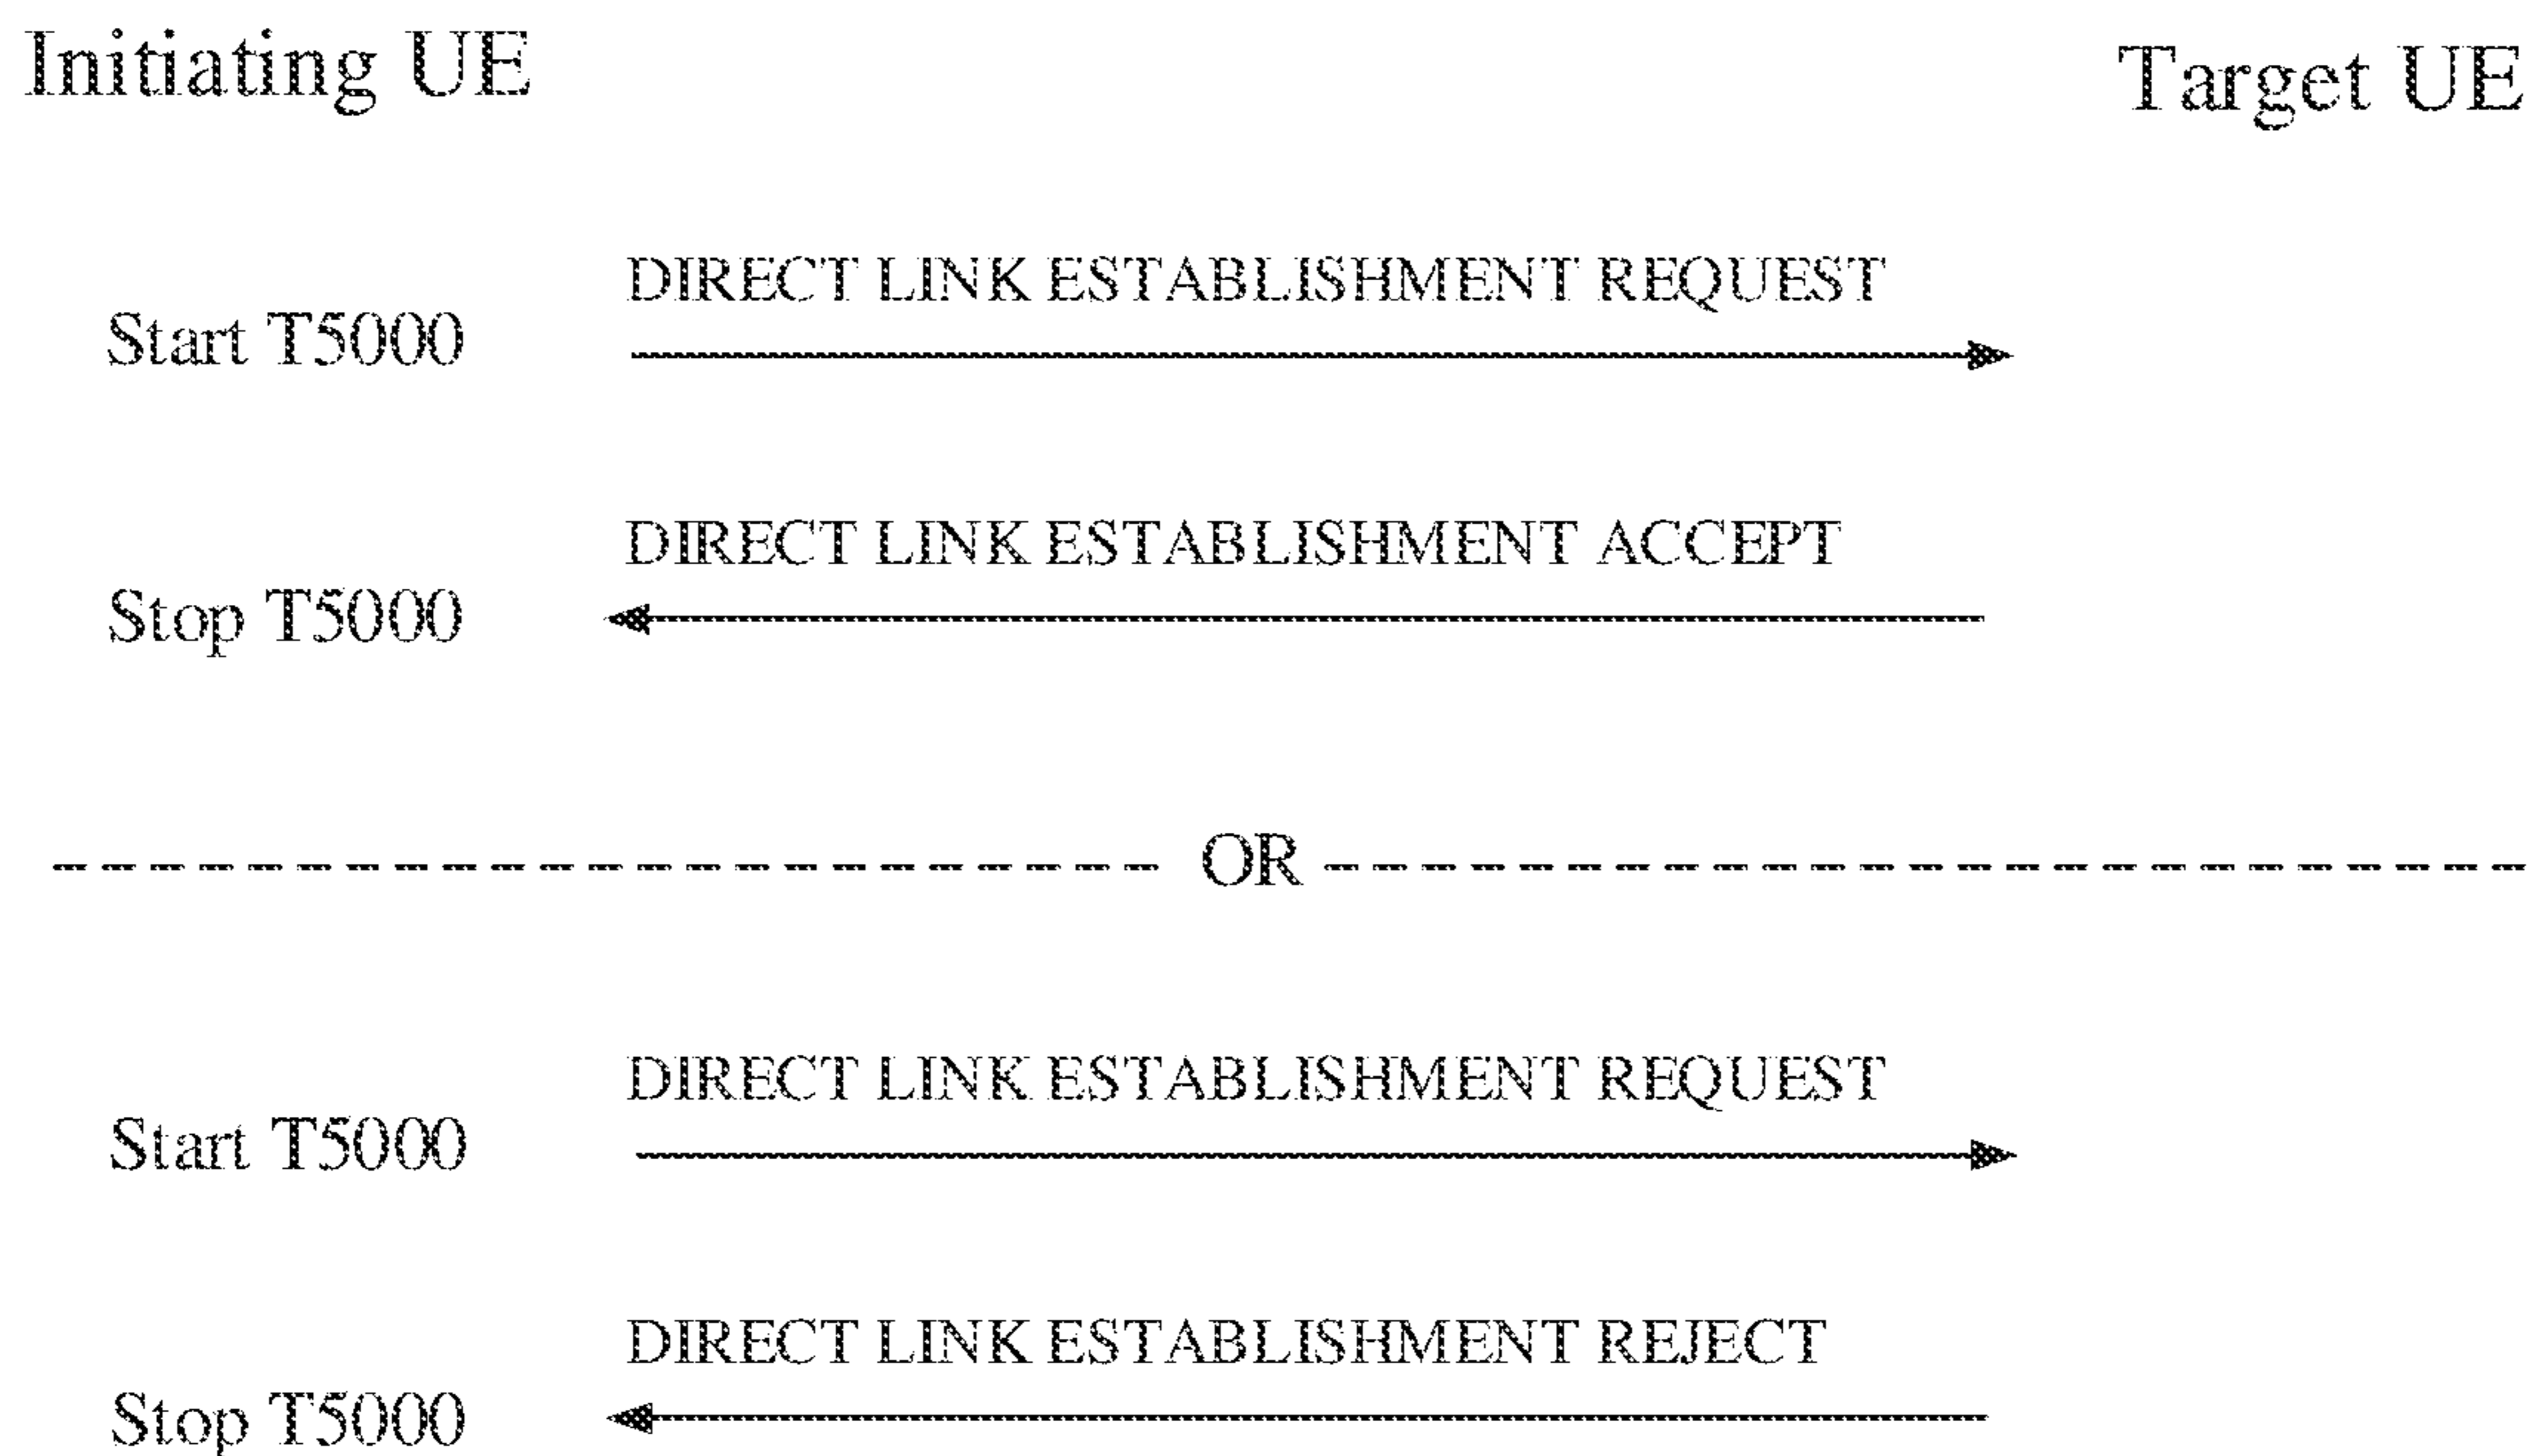 Initiating UE
Target UE
DIRECT LINK ESTABLISHMENT REQUEST
Start T5000
DIRECT LINK ESTABLISHMENT ACCEPT
Stop T5000
OR
DIRECT LINK ESTABLISHMENT REQUEST
Start T5000
DIRECT LINK ESTABLISHMENT REJECT
Stop T5000